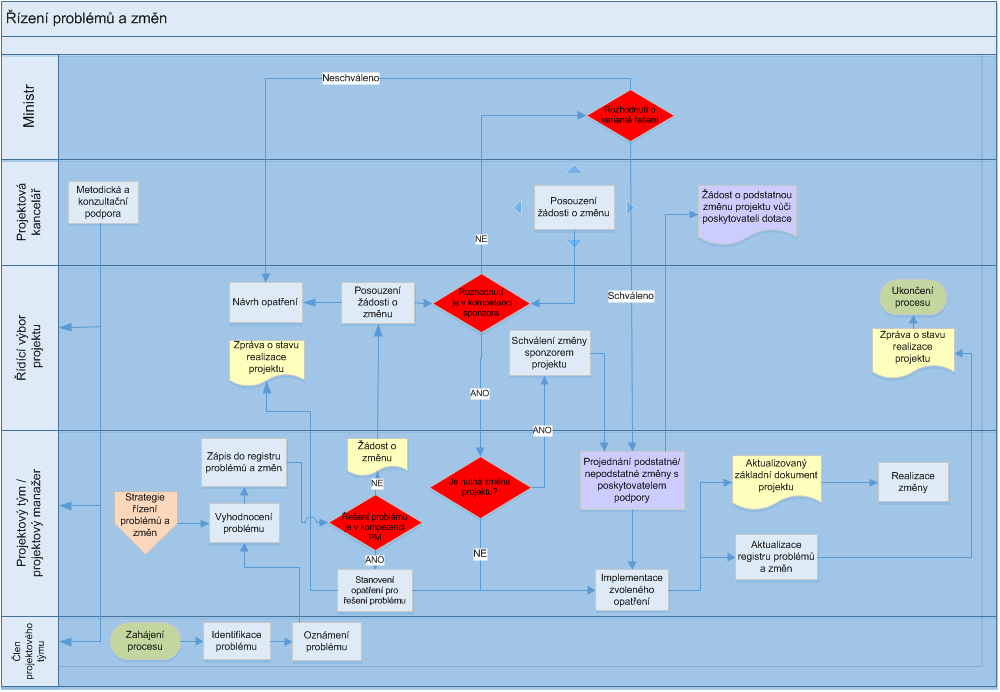 Řízení problémů a změn
Ministr
Neschváleno
Rozhodnutí o
variantě řešení
Projektová
kancelář
Metodická a
konzultační
podpora
Posouzení
žádosti o změnu
Žádost o podstatnou
změnu projektu vůči
poskytovateli dotace
NE
Řídící výbor
projektu
Návrh opatření
Posouzení
žádosti o
změnu
Rozhodnutí
je v kompetenci
sponzora
Schváleno
Ukončení
procesu
Zpráva o stavu
realizace
projektu
Schválení změny
sponzorem
projektu
Zpráva o stavu
realizace
projektu
ANO
ANO
Projektový tým /
projektový manažer
Zápis do registru
problémů a změn
Žádost o
změnu
Strategie
řízení
problémů a
změn
Vyhodnocení
problému
NE
Řešení problému
je v kompetenci
PM
ANO
Stanovení
opatření pro
řešení problému
Je nutná změna
projektu?
NE
Projednání podstatné/
nepodstatné změny s
poskytovatelem
podpory
Implementace
zvoleného
opatření
Aktualizovaný
základní dokument
projektu
Realizace
změny
Aktualizace
registru problémů
a změn
Člen
projektového
týmu
Zahájení
procesu
Identifikace
problému
Oznámení
problému